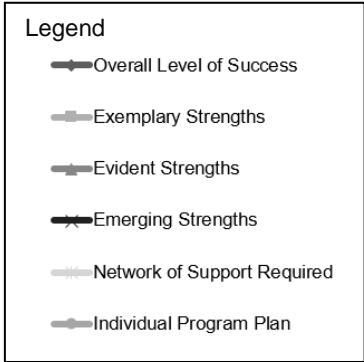 Legend
Overall Level of Success
Exemplary Strengths
Evident Strengths
Emerging Strengths
Network of Support Required
Individual Program Plan